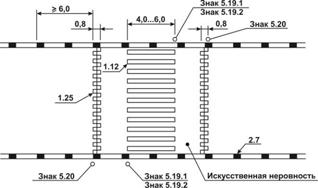 Знак 5.19.1
Знак 5.19.2
≥ 6,0
0,8
4,0...6,0
0,8
Знак 5.20
1.12
1.25
2.7
Знак 5.20
Знак 5.19.1
Знак 5.19.2
Искусственная неровность